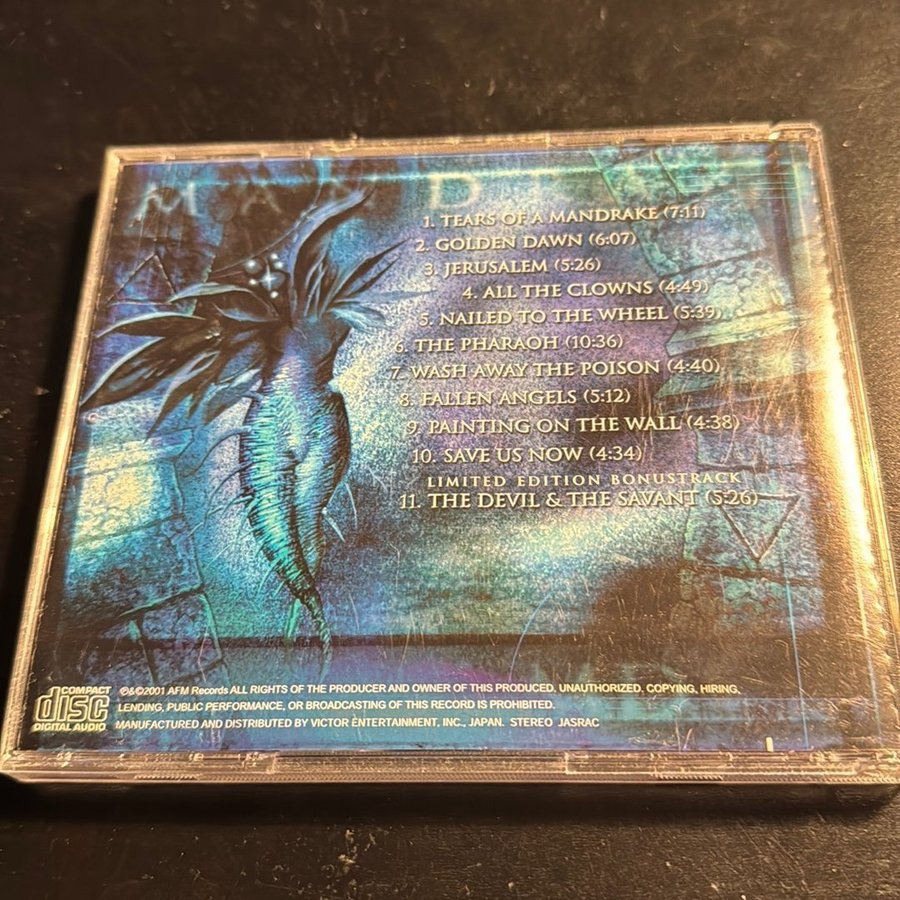 MANDR
1. TEARS OF A MANDRAKE (7:11)
2. GOLDEN DAWN (6:07)
3. JERUSALEM (5:26)
4. ALL THE CLOWNS (4:49)
5. NAILED TO THE WHEEL (5:39)
6. THE PHARAOH (10:36)
7. WASH AWAY THE POISON (4:40)
8. FALLEN ANGELS (5:12)
9. PAINTING ON THE WALL (4:38)
10. SAVE US NOW (4:34)
LIMITED EDITION BONUSTRACK
11. THE DEVIL & THE SAVANT (5:26)
COMPACT
disc
DIGITAL AUDIO
℗&©2001 AFM Records ALL RIGHTS OF THE PRODUCER AND OWNER OF THIS PRODUCED. UNAUTHORIZED. COPYING, HIRING,
LENDING, PUBLIC PERFORMANCE, OR BROADCASTING OF THIS RECORD IS PROHIBITED.
MANUFACTURED AND DISTRIBUTED BY VICTOR ENTERTAINMENT, INC., JAPAN. STEREO JASRAC